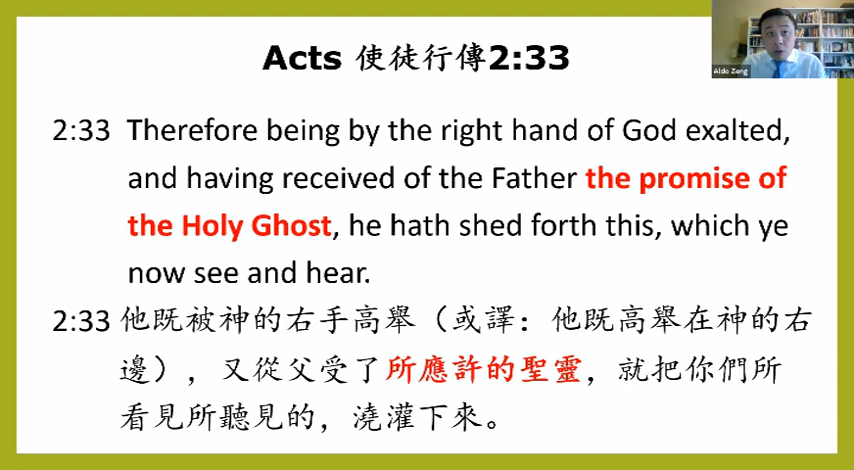 Acts 使徒行傳2:33
Aldo Zang
2:33 Therefore being by the right hand of God exalted,
and having received of the Father the promise of
the Holy Ghost, he hath shed forth this, which ye
now see and hear.
2:33 他既被神的右手高舉（或譯：他既高舉在神的右
邊），又從父受了所應許的聖靈，就把你們所
看見所聽見的，澆灌下來。